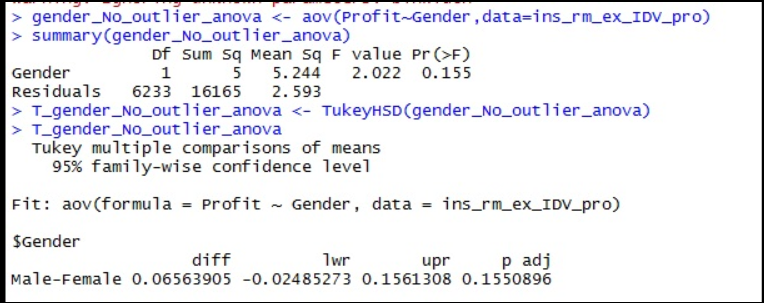 > gender_No_outlier_anova <- aov(Profit~Gender,data=ins_rm_ex_IDV_pro)
> summary(gender_No_outlier_anova)
Df Sum Sq Mean Sq F value Pr(>F)
Gender 1 5 5.244 2.022 0.155
Residuals 6233 16165 2.593
> T_gender_No_outlier_anova <- TukeyHSD(gender_No_outlier_anova)
> T_gender_No_outlier_anova
Tukey multiple comparisons of means
95% family-wise confidence level
Fit: aov(formula = Profit ~ Gender, data = ins_rm_ex_IDV_pro)
$Gender
diff lwr upr p adj
Male-Female 0.06563905 -0.02485273 0.1561308 0.1550896